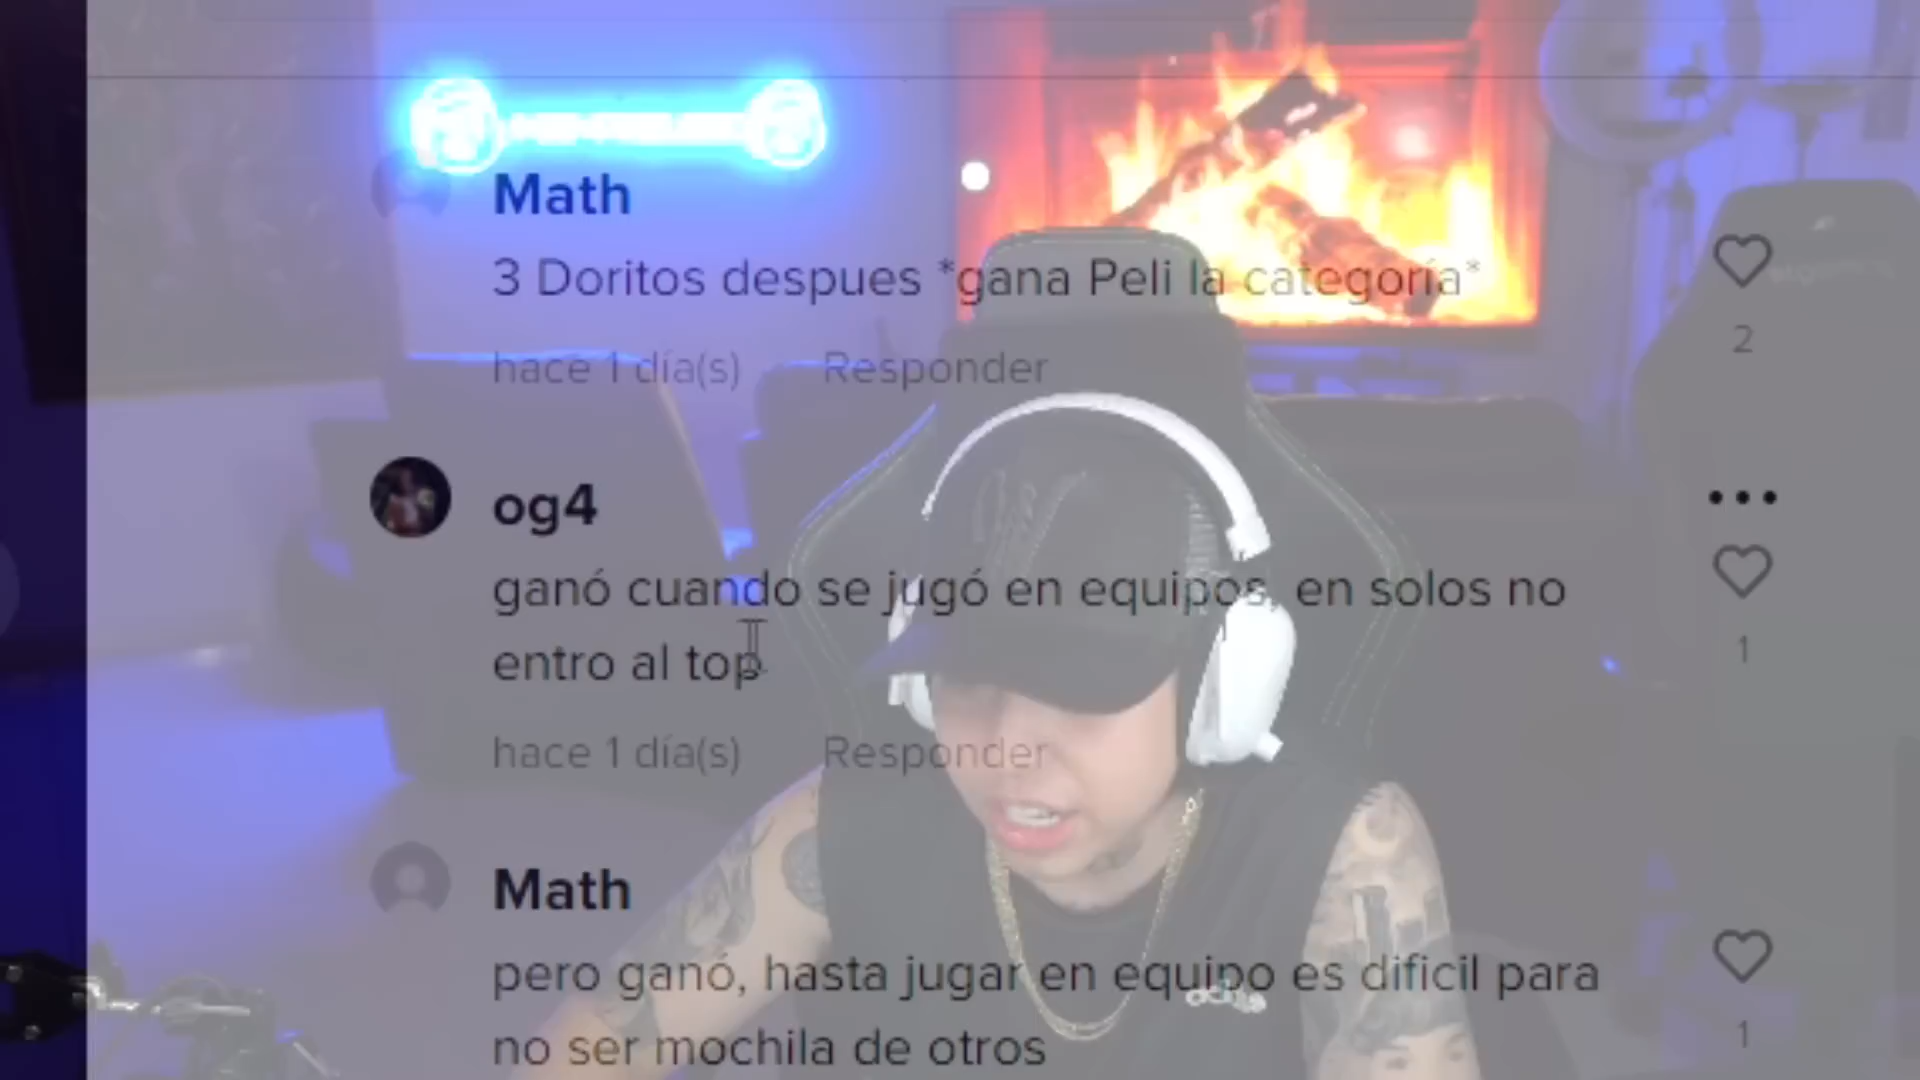 Math
3 Doritos despues *gana Peli la categoría*
hace 1 día(s) Responder
2
og4
ganó cuando se jugó en equipos, en solos no
entro al top
1
hace 1 día(s) Responder
Math
pero ganó, hasta jugar en equipo es dificil para
no ser mochila de otros
1